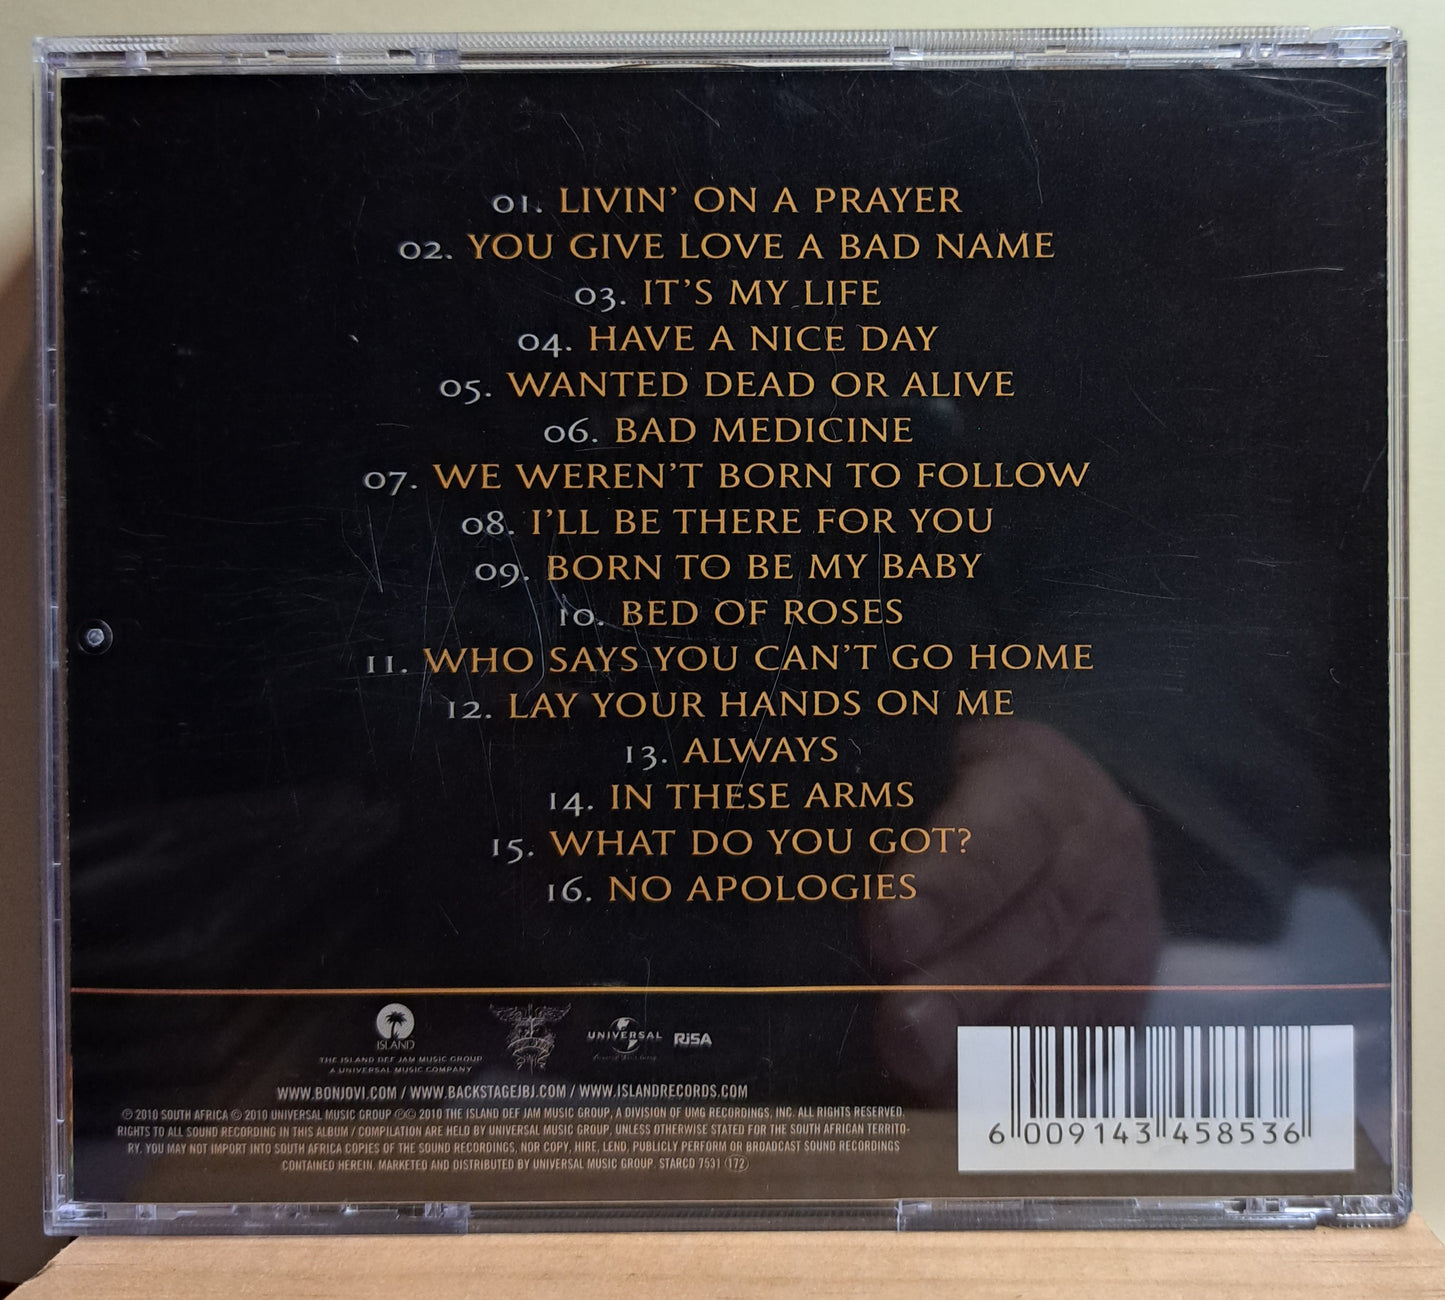 01. LIVIN' ON A PRAYER
02. YOU GIVE LOVE A BAD NAME
03. IT'S MY LIFE
04. HAVE A NICE DAY
05. WANTED DEAD OR ALIVE
06. BAD MEDICINE
07. WE WEREN'T BORN TO FOLLOW
08. I'LL BE THERE FOR YOU
09. BORN TO BE MY BABY
10. BED OF ROSES
11. WHO SAYS YOU CAN'T GO HOME
12. LAY YOUR HANDS ON ME
13. ALWAYS
14. IN THESE ARMS
15. WHAT DO YOU GOT?
16. NO APOLOGIES
ISLAND
THE ISLAND DEF JAM MUSIC GROUP
A UNIVERSAL MUSIC COMPANY
UNIVERSAL
RiSA
WWW.BONJOVI.COM / WWW.BACKSTAGEJBJ.COM / WWW.ISLANDRECORDS.COM
℗ 2010 SOUTH AFRICA © 2010 UNIVERSAL MUSIC GROUP ℗© 2010 THE ISLAND DEF JAM MUSIC GROUP, A DIVISION OF UMG RECORDINGS, INC. ALL RIGHTS RESERVED.
RIGHTS TO ALL SOUND RECORDING IN THIS ALBUM / COMPILATION ARE HELD BY UNIVERSAL MUSIC GROUP, UNLESS OTHERWISE STATED FOR THE SOUTH AFRICAN TERRITO-
RY. YOU MAY NOT IMPORT INTO SOUTH AFRICA COPIES OF THE SOUND RECORDINGS, NOR COPY, HIRE, LEND, PUBLICLY PERFORM OR BROADCAST SOUND RECORDINGS
CONTAINED HEREIN. MARKETED AND DISTRIBUTED BY UNIVERSAL MUSIC GROUP. STARCD 7531 172
6 009143 458536